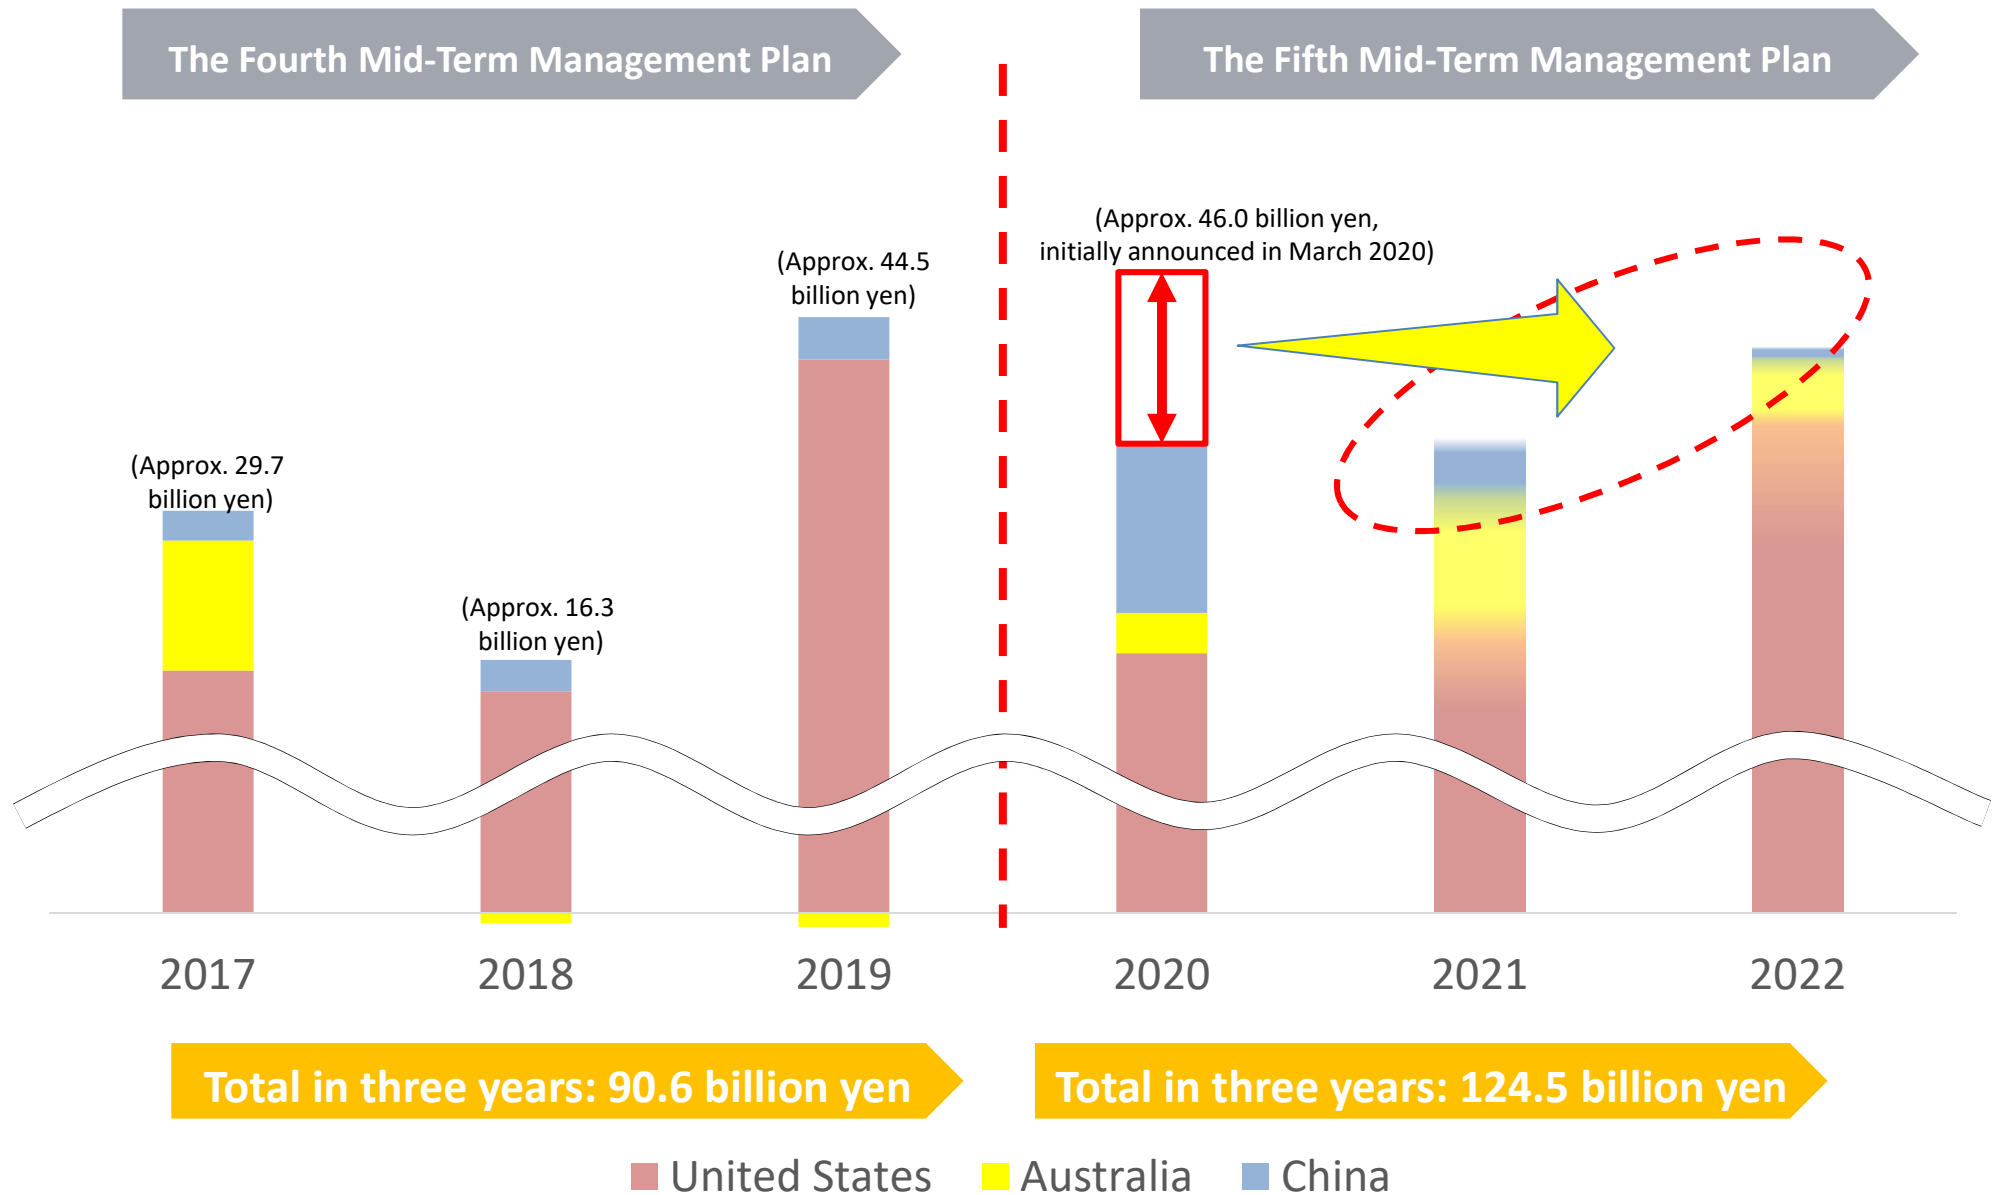 The Fourth Mid-Term Management Plan
The Fifth Mid-Term Management Plan
(Approx. 29.7
billion yen)
(Approx. 16.3
billion yen)
(Approx. 44.5
billion yen)
(Approx. 46.0 billion yen,
initially announced in March 2020)
2017
2018
2019
2020
2021
2022
Total in three years: 90.6 billion yen
Total in three years: 124.5 billion yen
United States
Australia
China